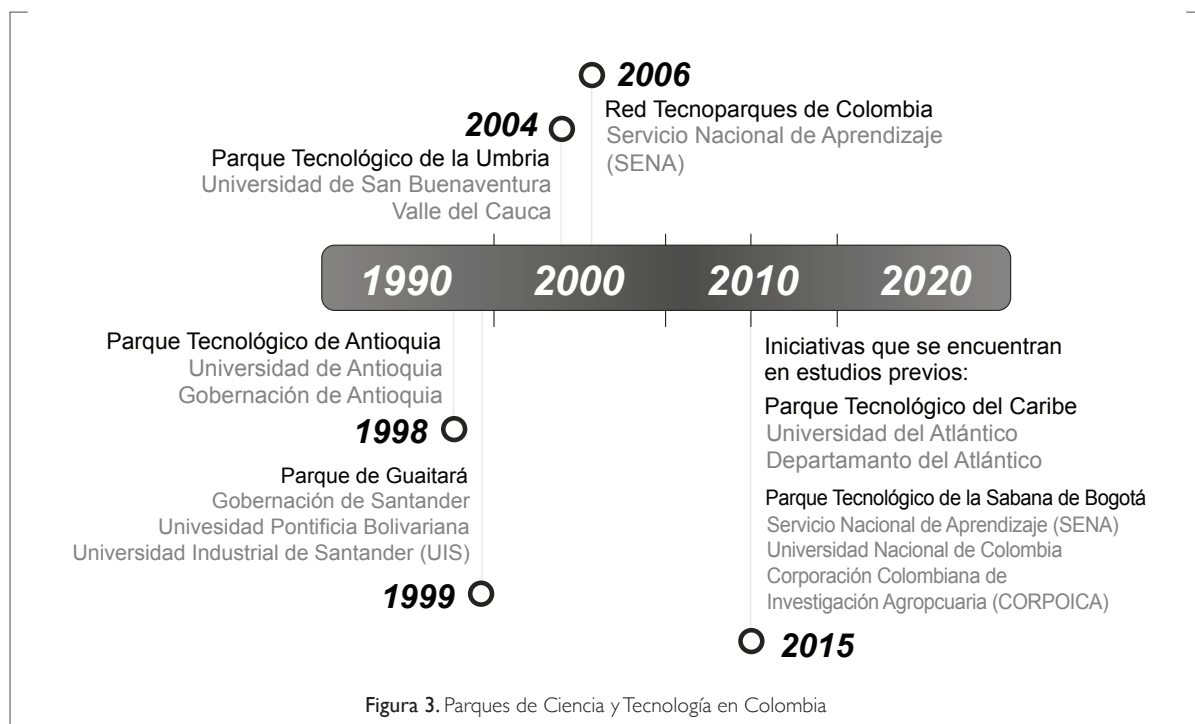 2006
Red Tecnoparques de Colombia
Servicio Nacional de Aprendizaje
(SENA)
2004
Parque Tecnológico de la Umbria
Universidad de San Buenaventura
Valle del Cauca
1990
2000
2010
2020
Parque Tecnológico de Antioquia
Universidad de Antioquia
Gobernación de Antioquia
1998
Parque de Guaitará
Gobernación de Santander
Univesidad Pontificia Bolivariana
Universidad Industrial de Santander (UIS)
1999
Iniciativas que se encuentran
en estudios previos:
Parque Tecnológico del Caribe
Universidad del Atlántico
Departamanto del Atlántico
Parque Tecnológico de la Sabana de Bogotá
Servicio Nacional de Aprendizaje (SENA)
Universidad Nacional de Colombia
Corporación Colombiana de
Investigación Agropcuaria (CORPOICA)
2015
Figura 3. Parques de Ciencia y Tecnología en Colombia